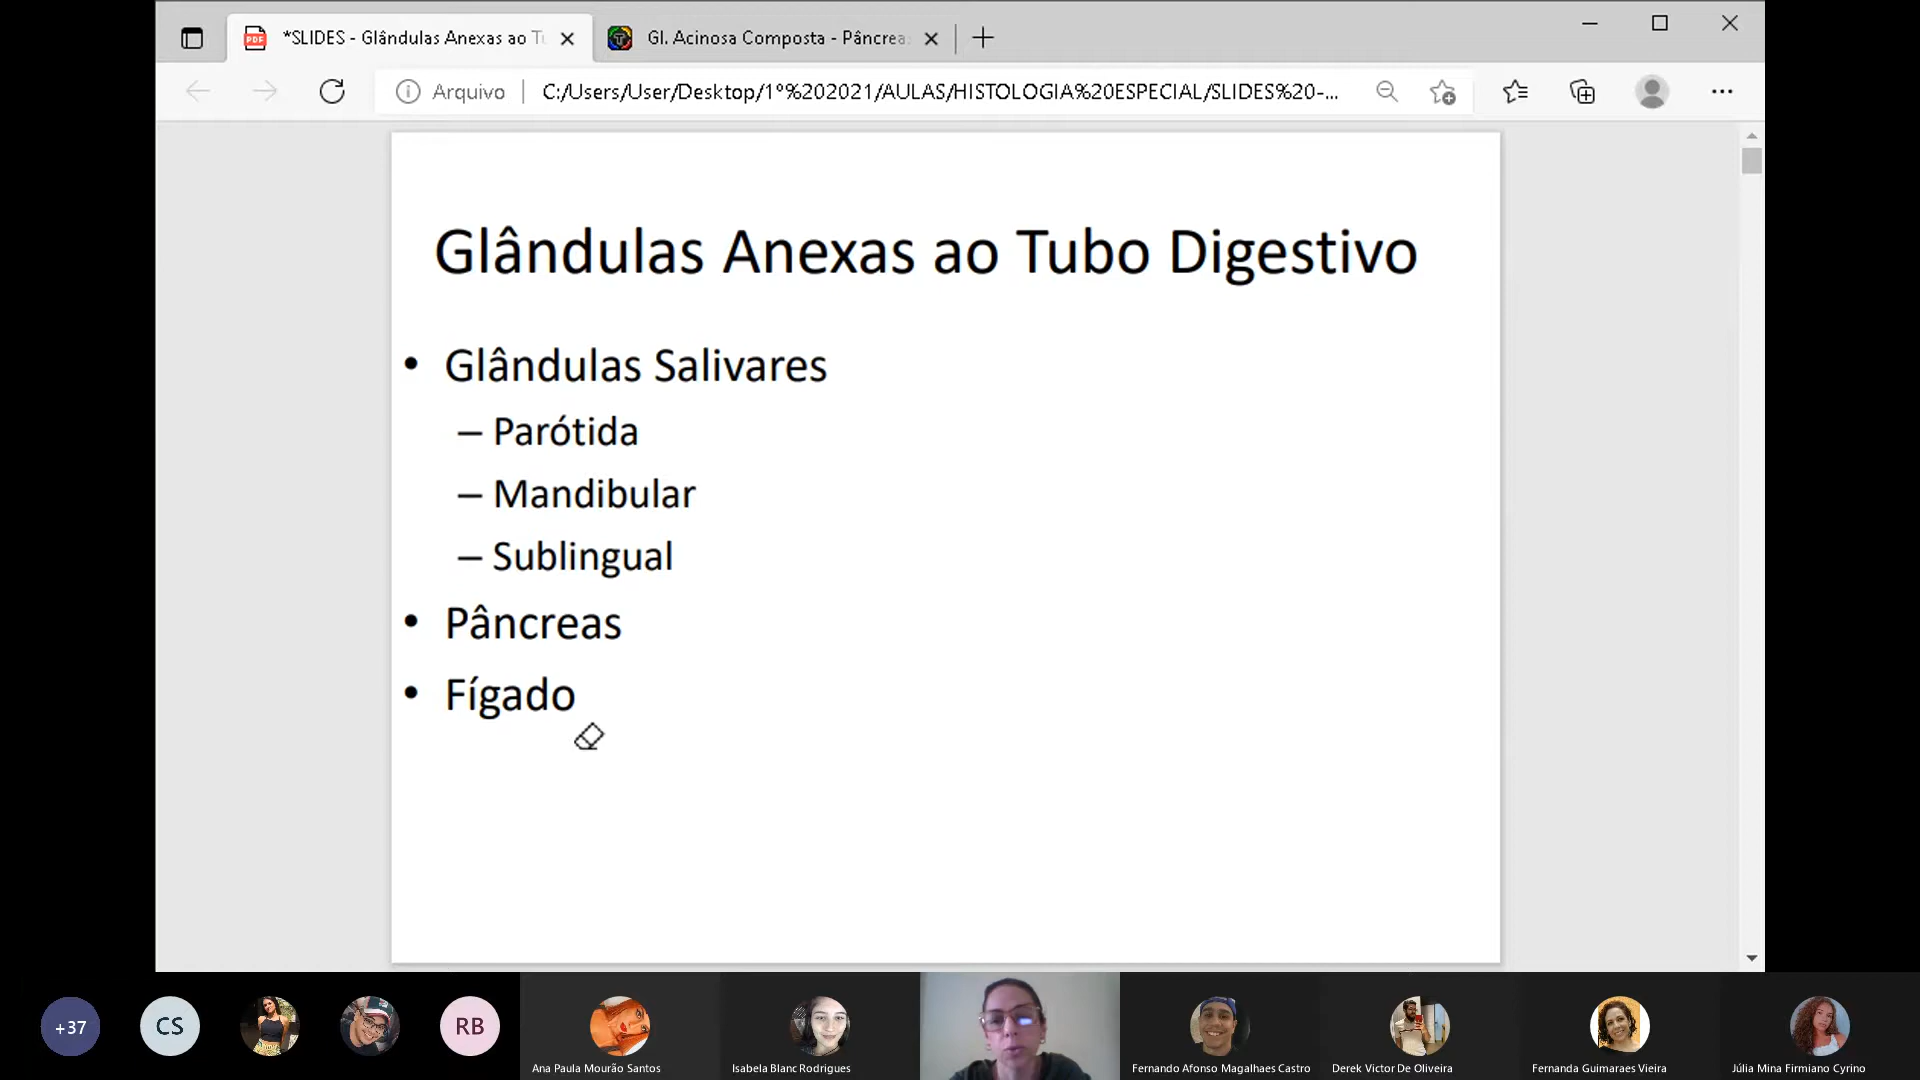 *SLIDES - Glândulas Anexas ao Tu
Gl. Acinosa Composta - Pâncrea
Arquivo
C:/Users/User/Desktop/1º%202021/AULAS/HISTOLOGIA%20ESPECIAL/SLIDES%20-...
Glândulas Anexas ao Tubo Digestivo
• Glândulas Salivares
– Parótida
– Mandibular
– Sublingual
• Pâncreas
• Fígado
+37
CS
RB
Ana Paula Mourão Santos
Isabela Blanc Rodrigues
Fernando Afonso Magalhaes Castro
Derek Victor De Oliveira
Fernanda Guimaraes Vieira
Júlia Mina Firmiano Cyrino